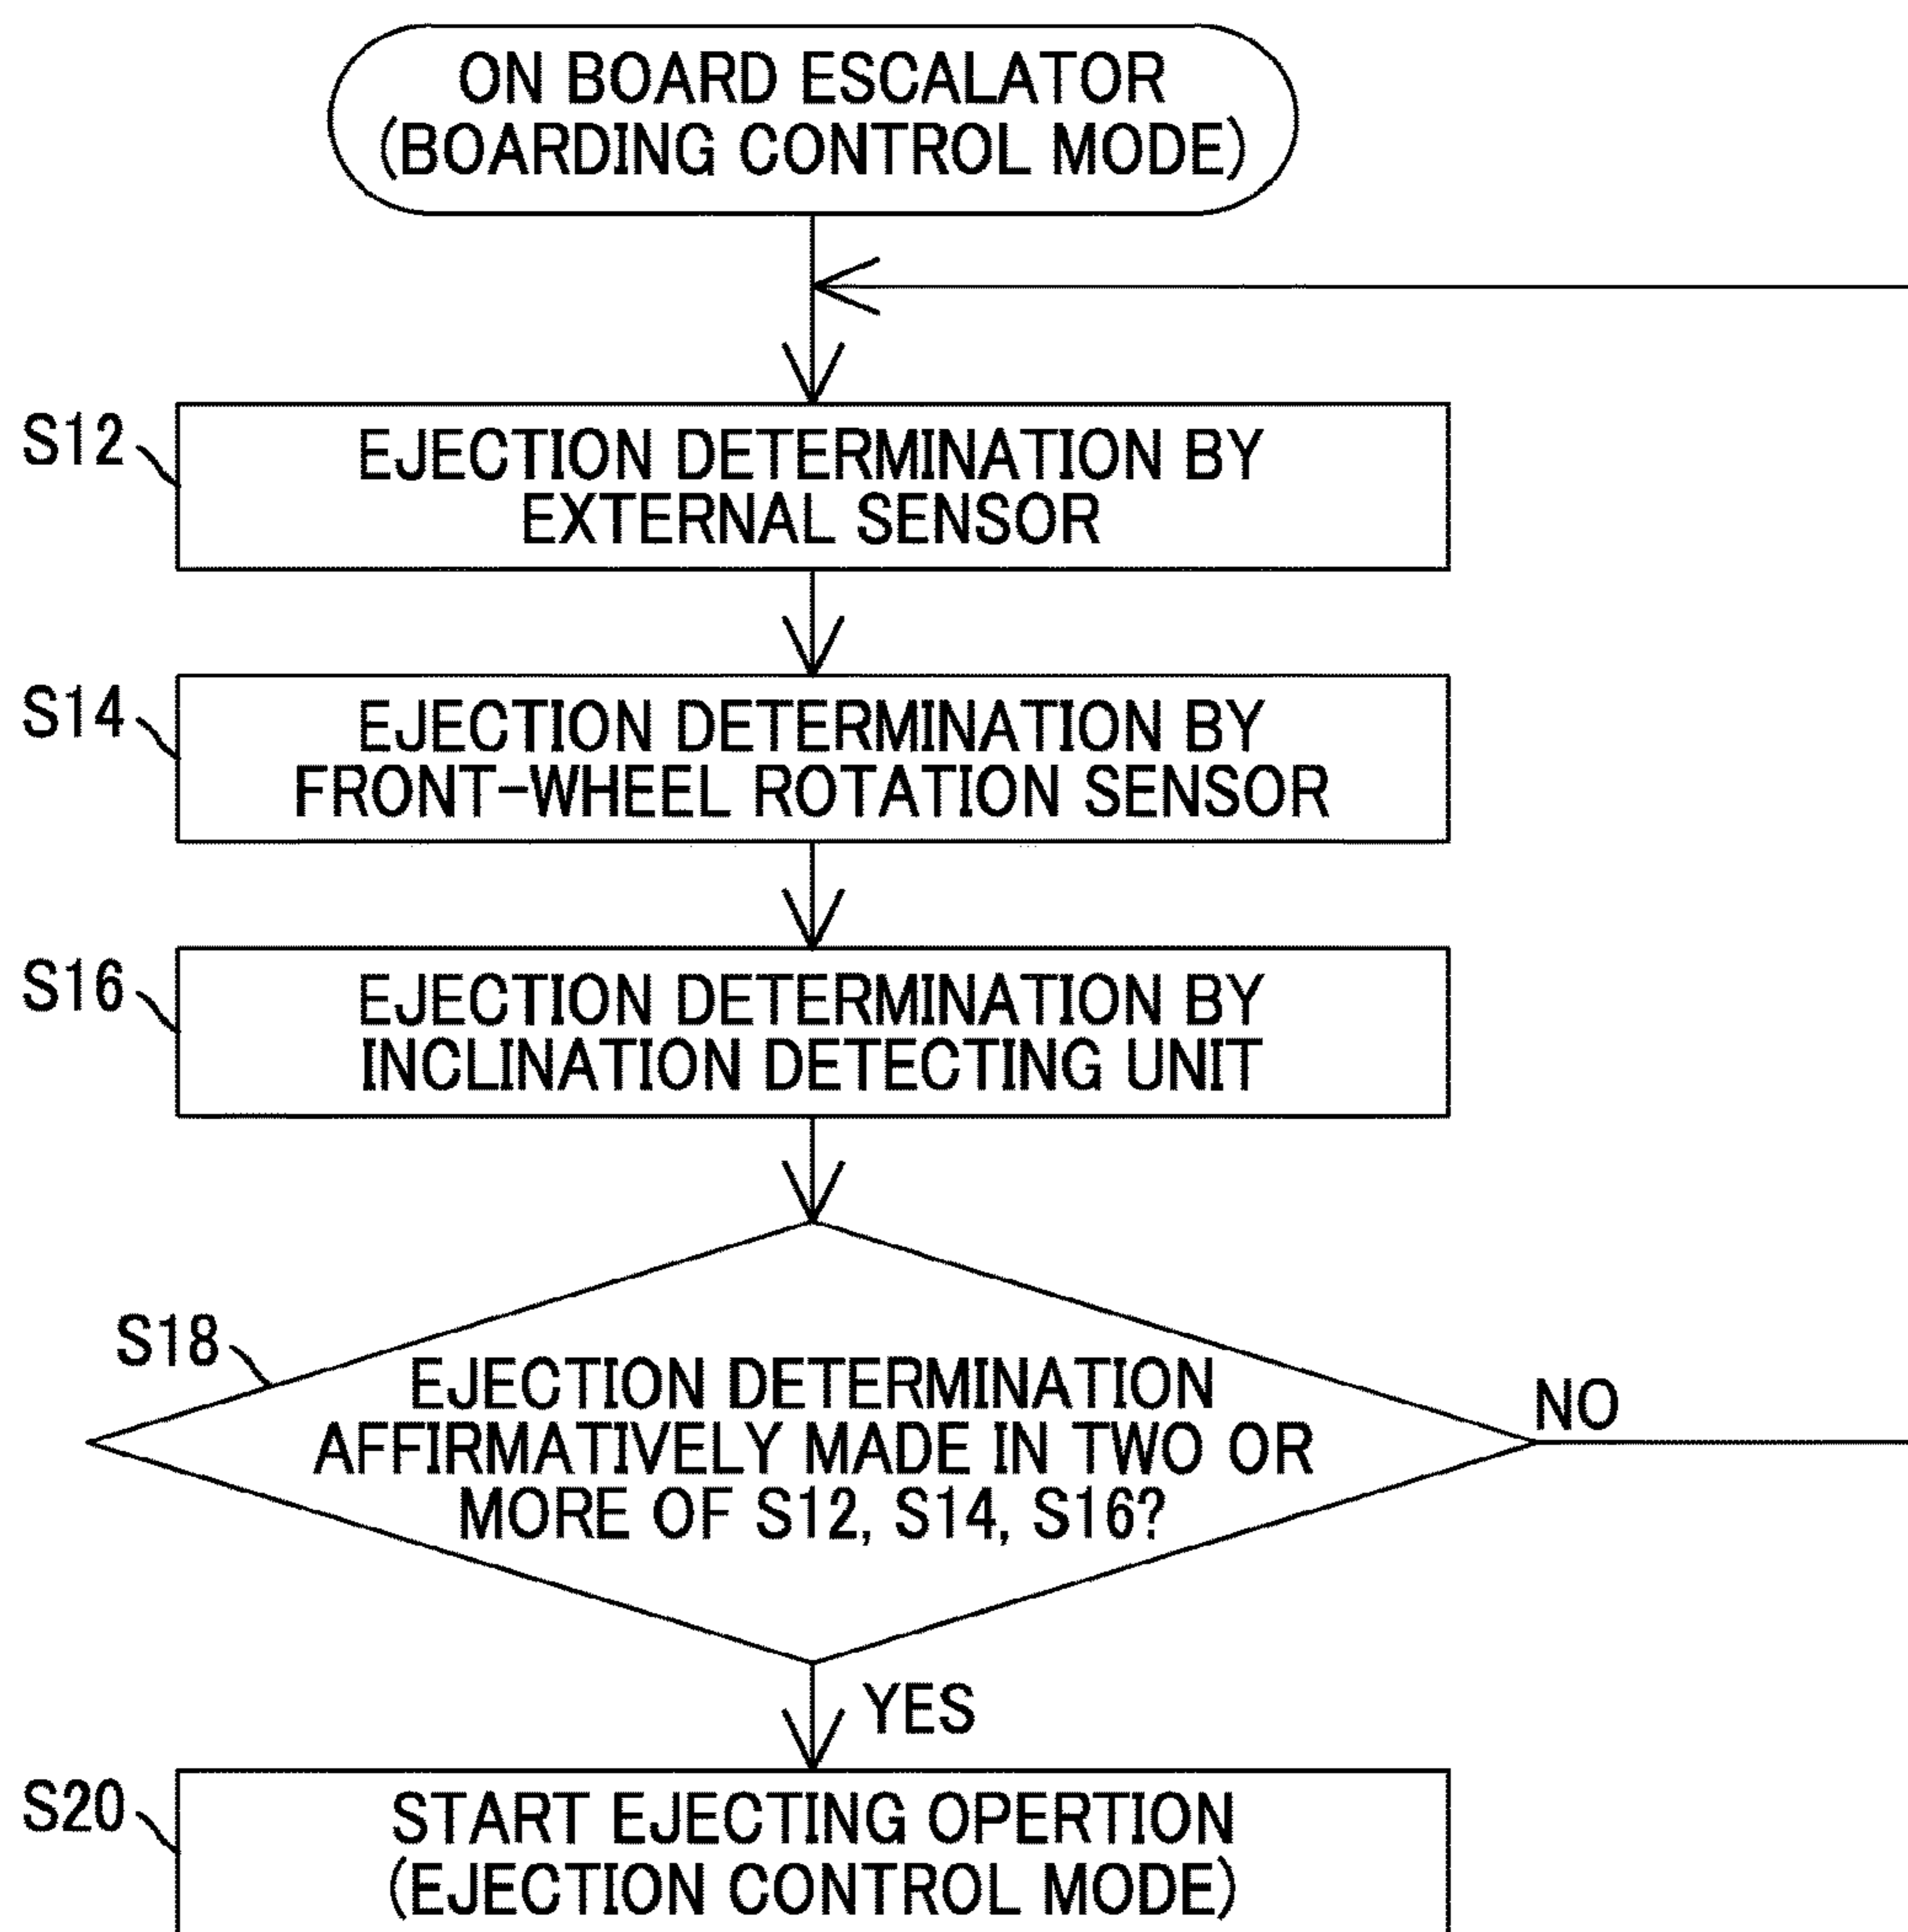 ON BOARD ESCALATOR
(BOARDING CONTROL MODE)
S12
EJECTION DETERMINATION BY
EXTERNAL SENSOR
S14
EJECTION DETERMINATION BY
FRONT-WHEEL ROTATION SENSOR
S16
EJECTION DETERMINATION BY
INCLINATION DETECTING UNIT
S18
EJECTION DETERMINATION
AFFIRMATIVELY MADE IN TWO OR
MORE OF S12, S14, S16?
NO
YES
S20
START EJECTING OPERTION
(EJECTION CONTROL MODE)